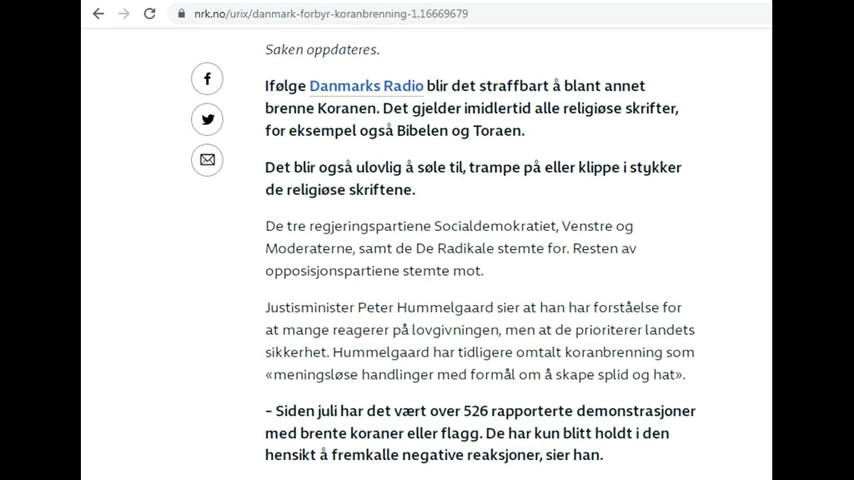 nrk.no/urix/danmark-forbyr-koranbrenning-1.16669679
Saken oppdateres.
Ifølge Danmarks Radio blir det straffbart å blant annet
brenne Koranen. Det gjelder imidlertid alle religiøse skrifter,
for eksempel også Bibelen og Toraen.
Det blir også ulovlig å søle til, trampe på eller klippe i stykker
de religiøse skriftene.
De tre regjeringspartiene Socialdemokratiet, Venstre og
Moderaterne, samt de De Radikale stemte for. Resten av
opposisjonspartiene stemte mot.
Justisminister Peter Hummelgaard sier at han har forståelse for
at mange reagerer på lovgivningen, men at de prioriterer landets
sikkerhet. Hummelgaard har tidligere omtalt koranbrenning som
«meningsløse handlinger med formål om å skape splid og hat».
– Siden juli har det vært over 526 rapporterte demonstrasjoner
med brente koraner eller flagg. De har kun blitt holdt i den
hensikt å fremkalle negative reaksjoner, sier han.